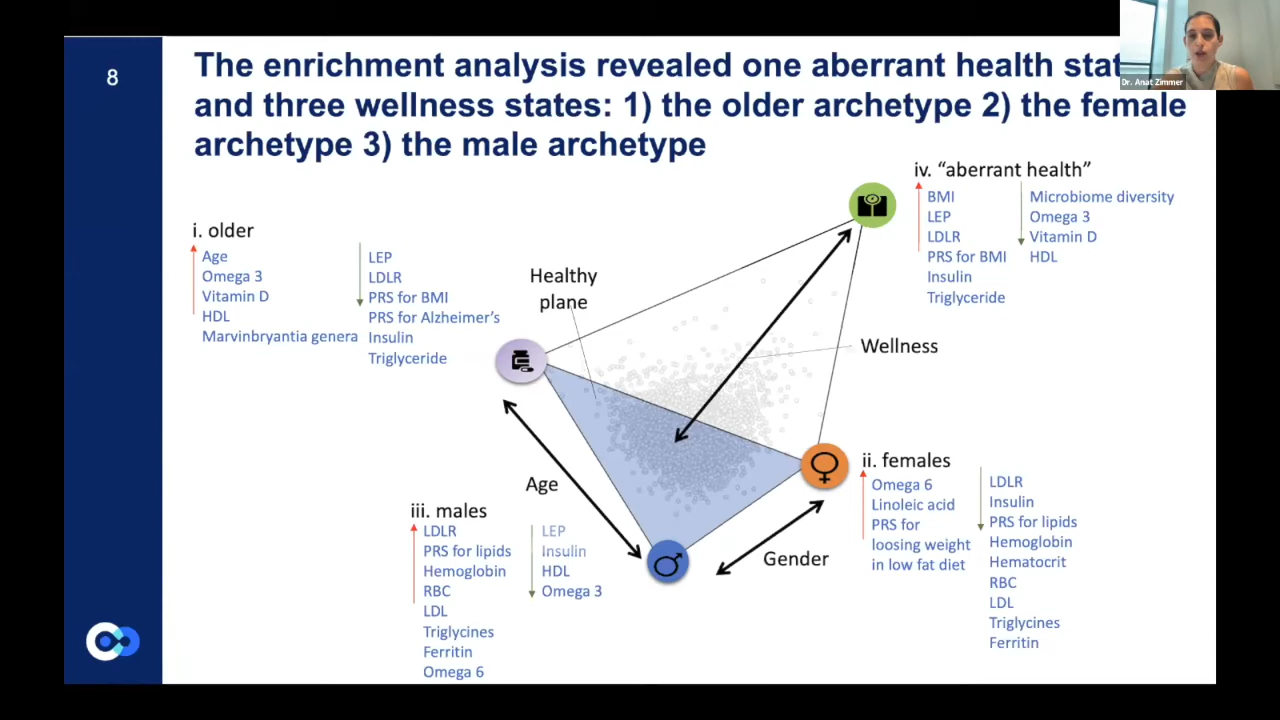 8
The enrichment analysis revealed one aberrant health stat
and three wellness states: 1) the older archetype 2) the female
archetype 3) the male archetype
Dr. Anat Zimmer
iv. “aberrant health”
BMI
LEP
LDLR
PRS for BMI
Insulin
Triglyceride
Microbiome diversity
Omega 3
Vitamin D
HDL
i. older
Age
Omega 3
Vitamin D
HDL
Marvinbryantia genera
LEP
LDLR
PRS for BMI
PRS for Alzheimer’s
Insulin
Triglyceride
Healthy
plane
Wellness
Age
Gender
ii. females
Omega 6
Linoleic acid
PRS for
loosing weight
in low fat diet
LDLR
Insulin
PRS for lipids
Hemoglobin
Hematocrit
RBC
LDL
Triglycines
Ferritin
iii. males
LDLR
PRS for lipids
Hemoglobin
RBC
LDL
Triglycines
Ferritin
Omega 6
LEP
Insulin
HDL
Omega 3